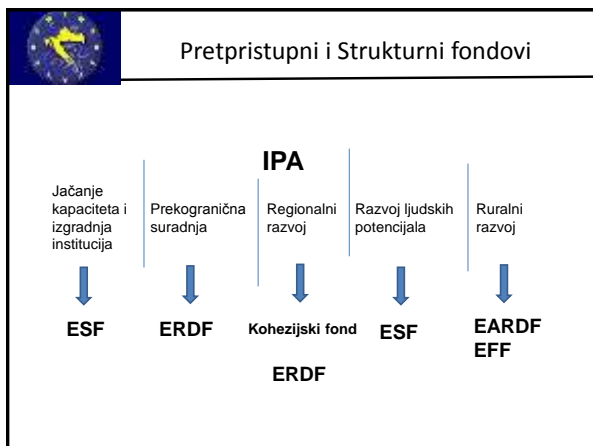 Pretpristupni i Strukturni fondovi
IPA
Jačanje
kapaciteta i
izgradnja
institucija
Prekogranična
suradnja
Regionalni
razvoj
Razvoj ljudskih
potencijala
Ruralni
razvoj
ESF
ERDF
Kohezijski fond
ERDF
ESF
EARDF
EFF